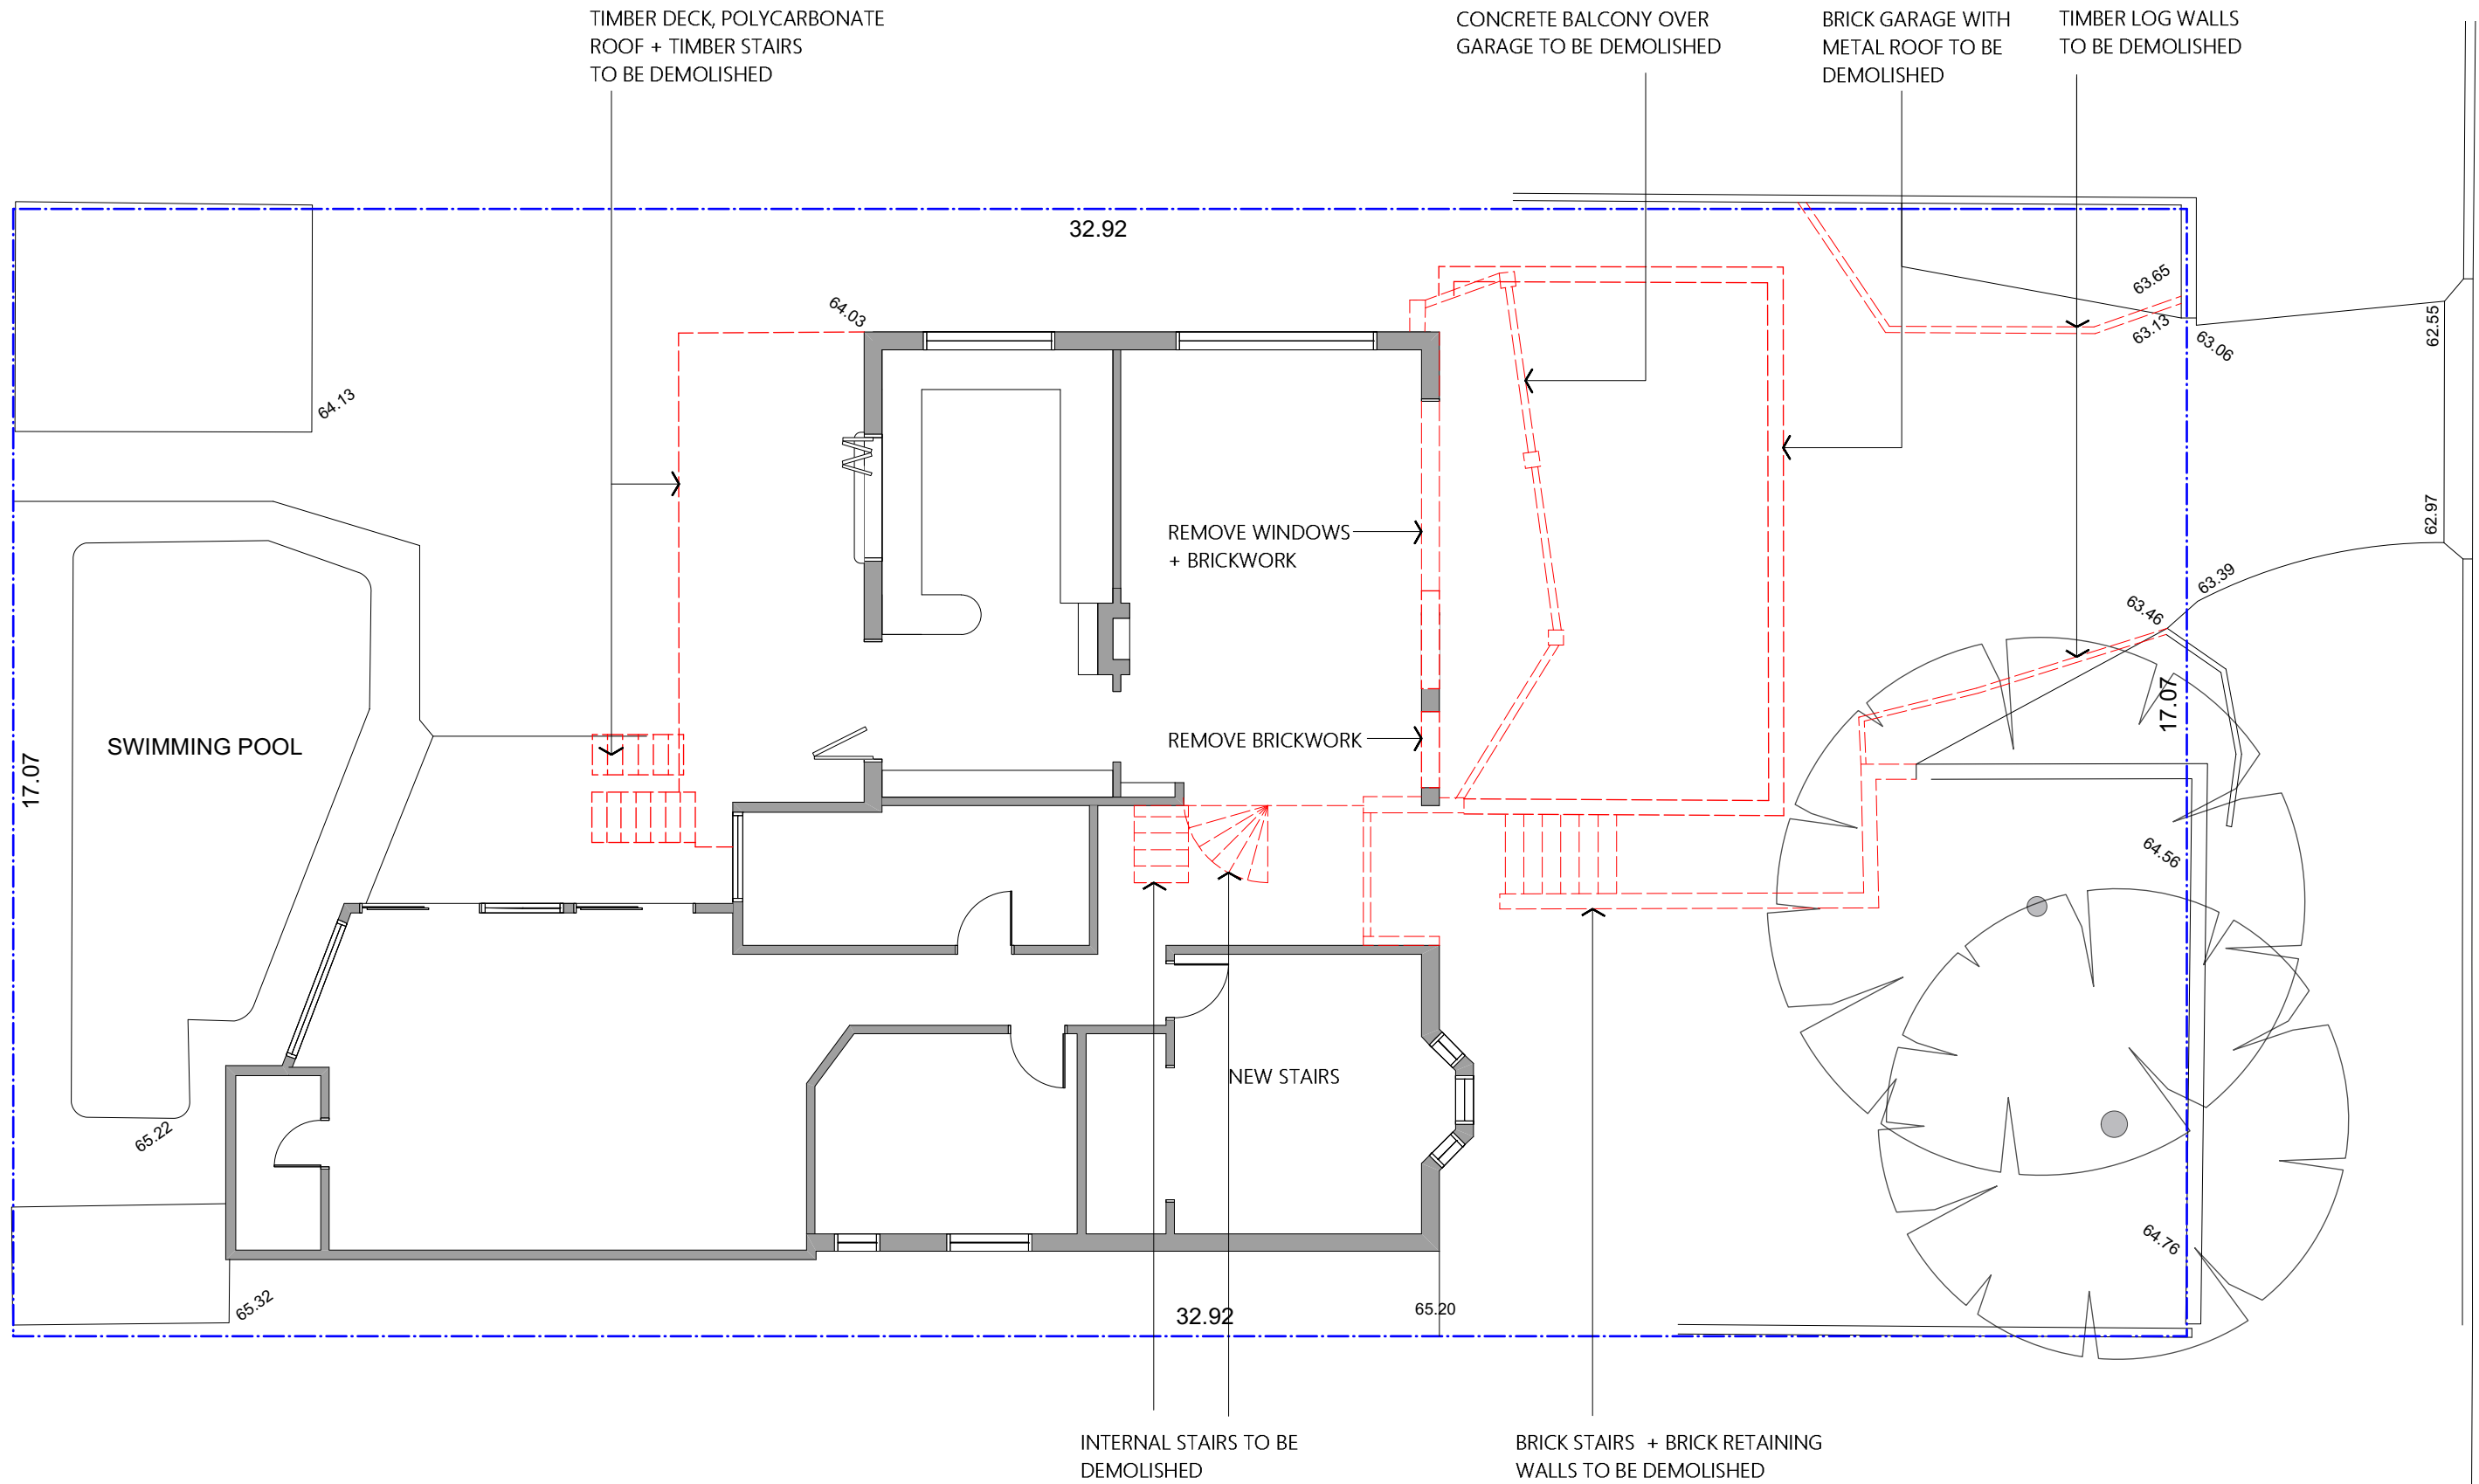 TIMBER DECK, POLYCARBONATE
ROOF + TIMBER STAIRS
TO BE DEMOLISHED
CONCRETE BALCONY OVER
GARAGE TO BE DEMOLISHED
BRICK GARAGE WITH
METAL ROOF TO BE
DEMOLISHED
TIMBER LOG WALLS
TO BE DEMOLISHED
32.92
63.65
64.03
63.13
63.06
62.55
64.13
REMOVE WINDOWS
+ BRICKWORK
62.97
63.39
63.46
17.07
REMOVE BRICKWORK
SWIMMING POOL
17.07
64.56
NEW STAIRS
65.22
64.76
65.32
32.92
65.20
INTERNAL STAIRS TO BE
DEMOLISHED
BRICK STAIRS + BRICK RETAINING
WALLS TO BE DEMOLISHED